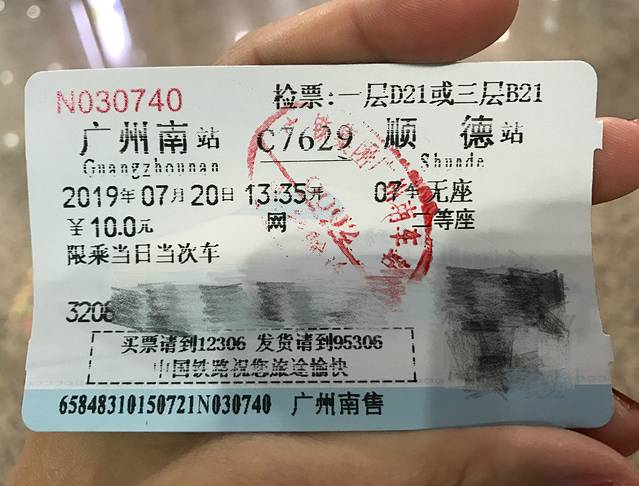 N030740 检票:一层D21或三层B21
广州南站 C7629 顺德站
Guangzhounan Shunde
2019年07月20日 13:35开 07车无座
¥10.0元 网 二等座
限乘当日当次车
3208
买票请到12306 发货请到95306
中国铁路祝您旅途愉快
65848310150721N030740 广州南售